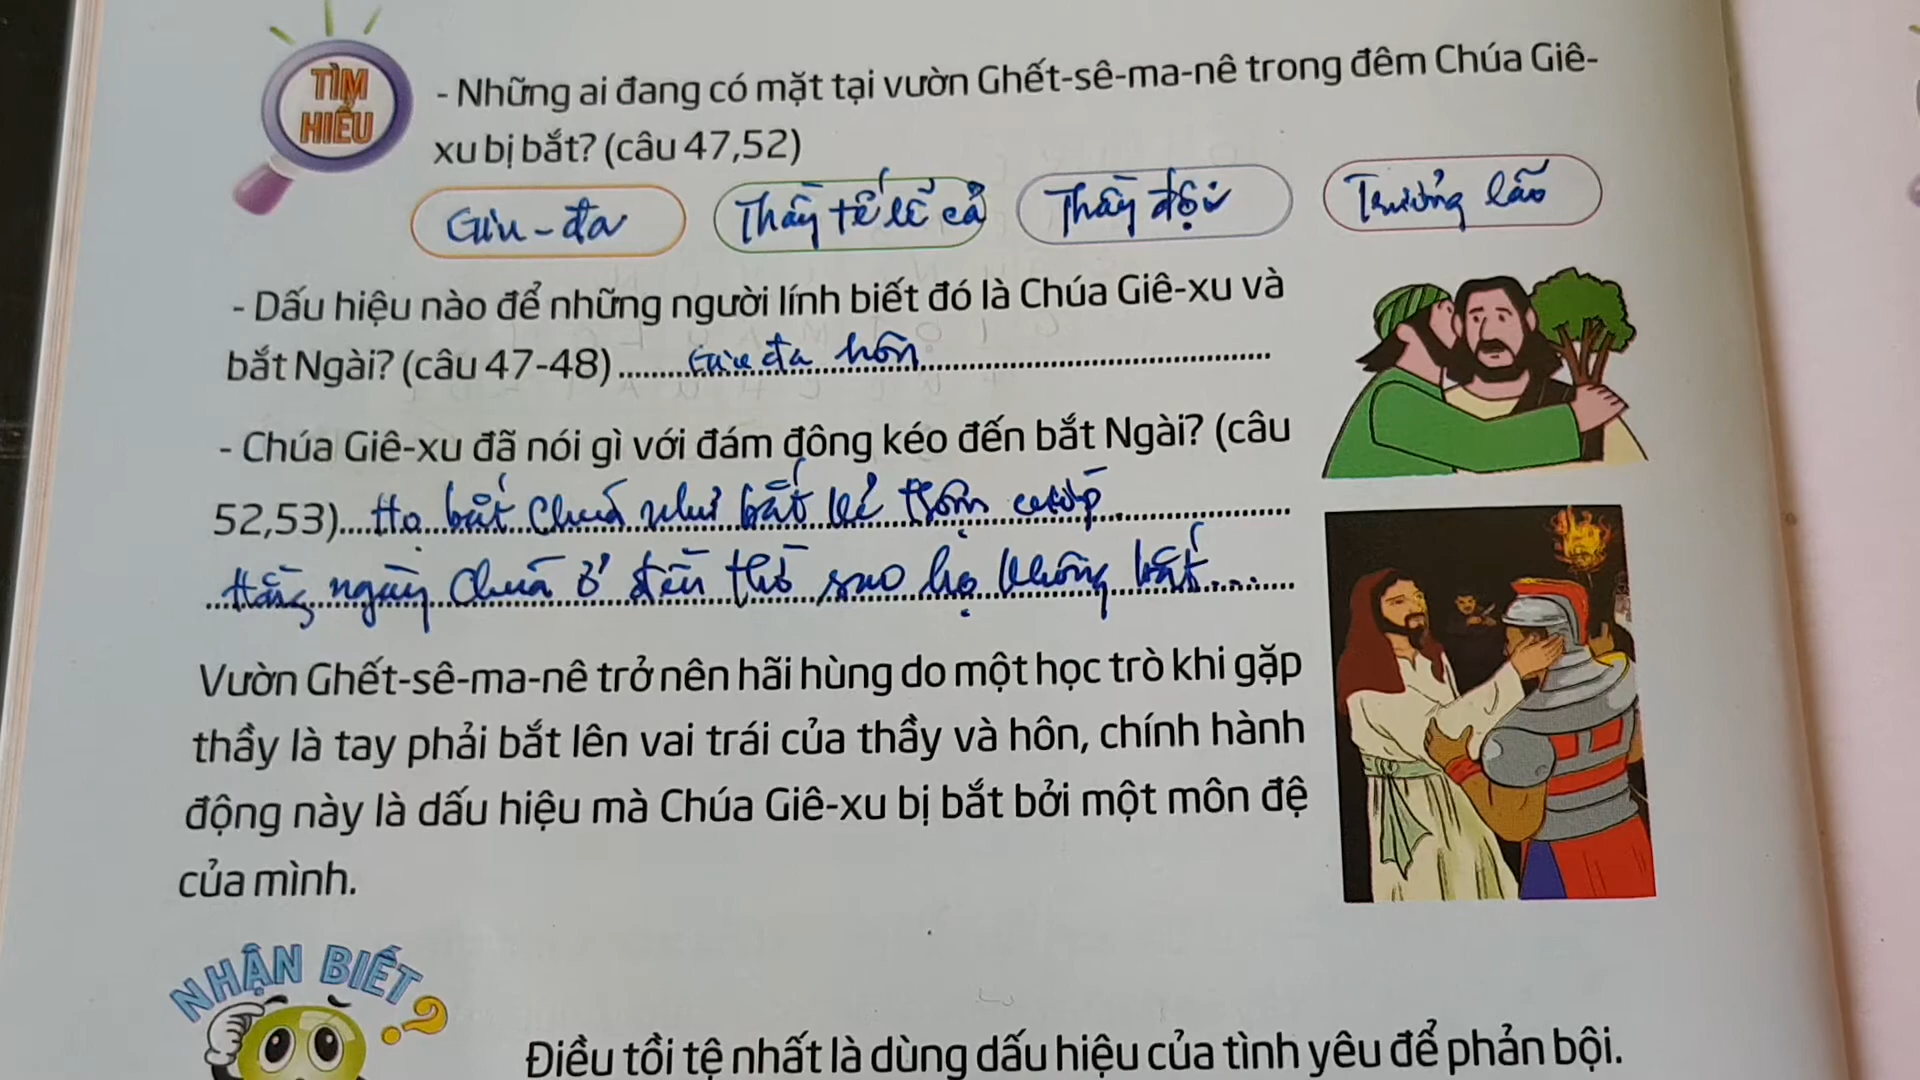 TÌM
HIỂU
- Những ai đang có mặt tại vườn Ghết-sê-ma-nê trong đêm Chúa Giê-
xu bị bắt? (câu 47,52)
Giu-đa Thầy tế lễ cả Thầy đội Trưởng lão
- Dấu hiệu nào để những người lính biết đó là Chúa Giê-xu và
bắt Ngài? (câu 47-48) ........Giu đa hôn........
- Chúa Giê-xu đã nói gì với đám đông kéo đến bắt Ngài? (câu
52,53)....Họ bắt Chúa như bắt kẻ trộm cướp........
Hằng ngày Chúa ở đền thờ sao họ không bắt........
Vườn Ghết-sê-ma-nê trở nên hãi hùng do một học trò khi gặp
thầy là tay phải bắt lên vai trái của thầy và hôn, chính hành
động này là dấu hiệu mà Chúa Giê-xu bị bắt bởi một môn đệ
của mình.
NHẬN BIẾT?
Điều tồi tệ nhất là dùng dấu hiệu của tình yêu để phản bội.